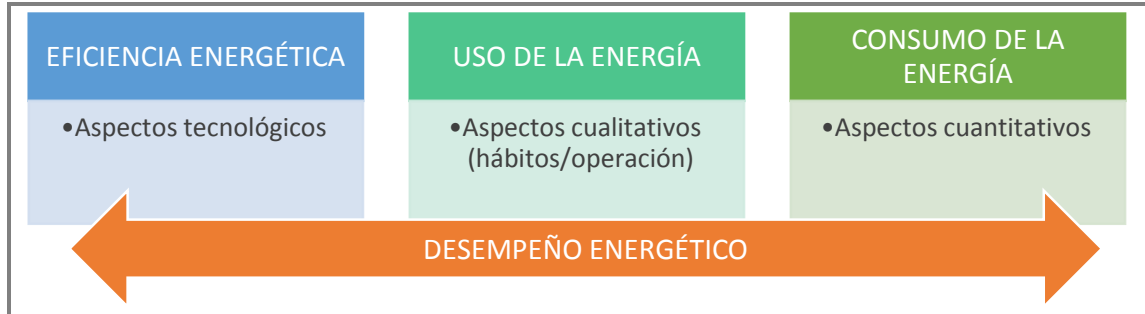 EFICIENCIA ENERGÉTICA
•Aspectos tecnológicos
USO DE LA ENERGÍA
•Aspectos cualitativos
(hábitos/operación)
CONSUMO DE LA
ENERGÍA
•Aspectos cuantitativos
DESEMPEÑO ENERGÉTICO